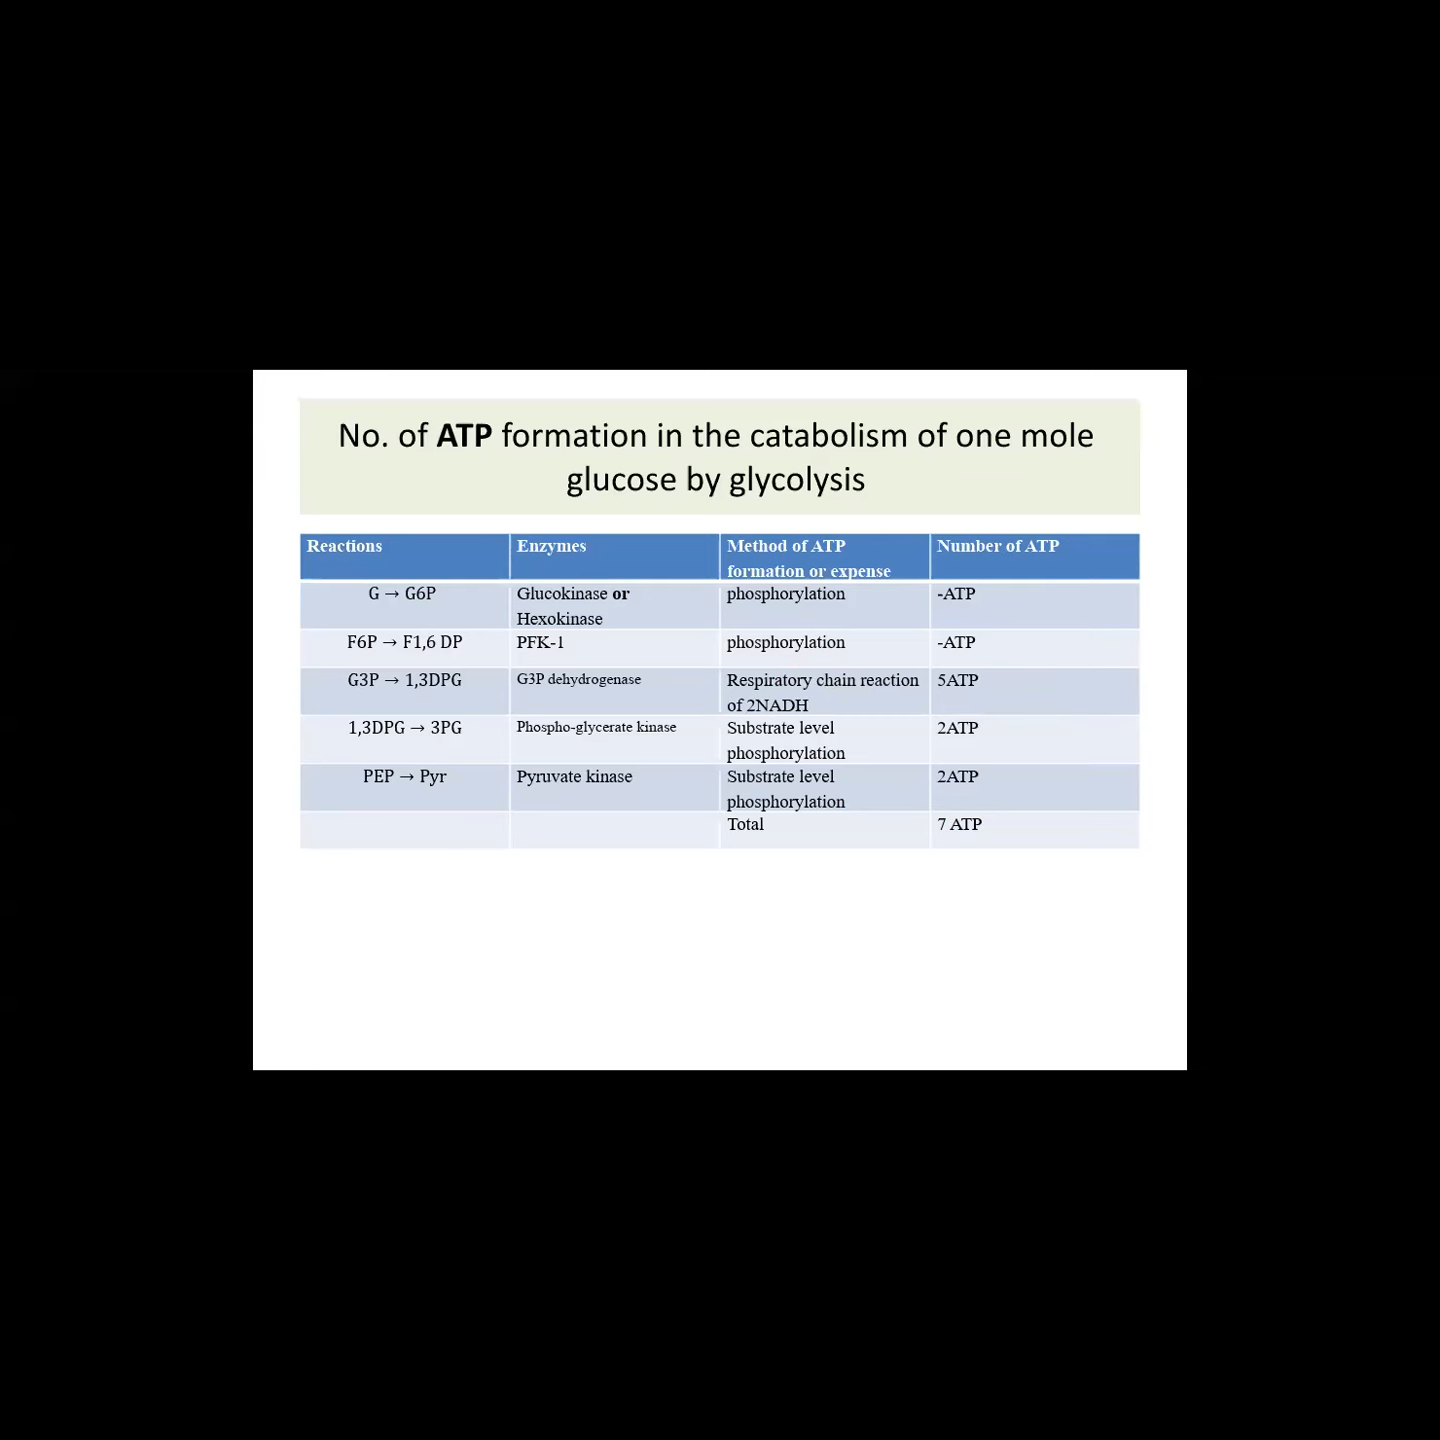 No. of ATP formation in the catabolism of one mole
glucose by glycolysis
Reactions
Enzymes
Method of ATP
formation or expense
Number of ATP
G → G6P
Glucokinase or
Hexokinase
phosphorylation
-ATP
F6P → F1,6 DP
PFK-1
phosphorylation
-ATP
G3P → 1,3DPG
G3P dehydrogenase
Respiratory chain reaction
of 2NADH
5ATP
1,3DPG → 3PG
Phospho-glycerate kinase
Substrate level
phosphorylation
2ATP
PEP → Pyr
Pyruvate kinase
Substrate level
phosphorylation
2ATP
Total
7 ATP